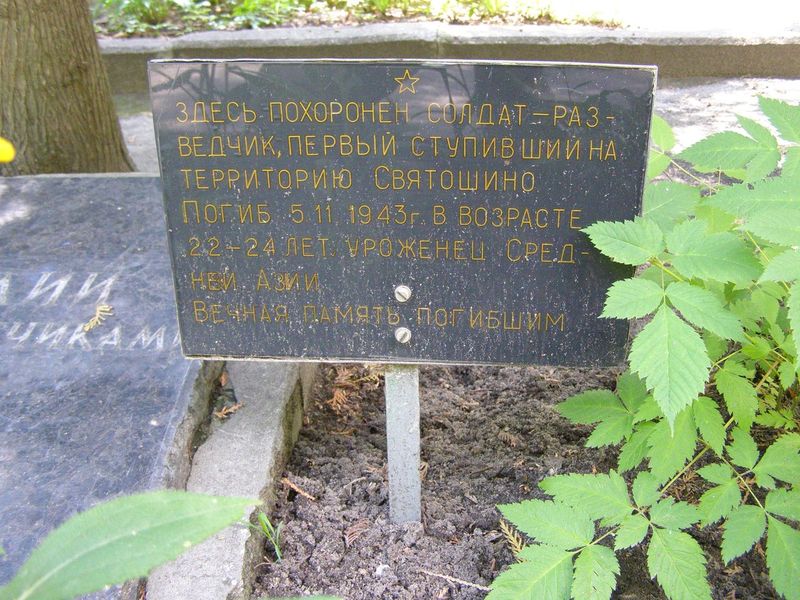 ЗДЕСЬ ПОХОРОНЕН СОЛДАТ–РАЗ-
ВЕДЧИК, ПЕРВЫЙ СТУПИВШИЙ НА
ТЕРРИТОРИЮ СВЯТОШИНО
ПОГИБ 5.11.1943г. В ВОЗРАСТЕ
22–24 ЛЕТ. УРОЖЕНЕЦ СРЕД-
НЕЙ АЗИИ
ВЕЧНАЯ ПАМЯТЬ ПОГИБШИМ